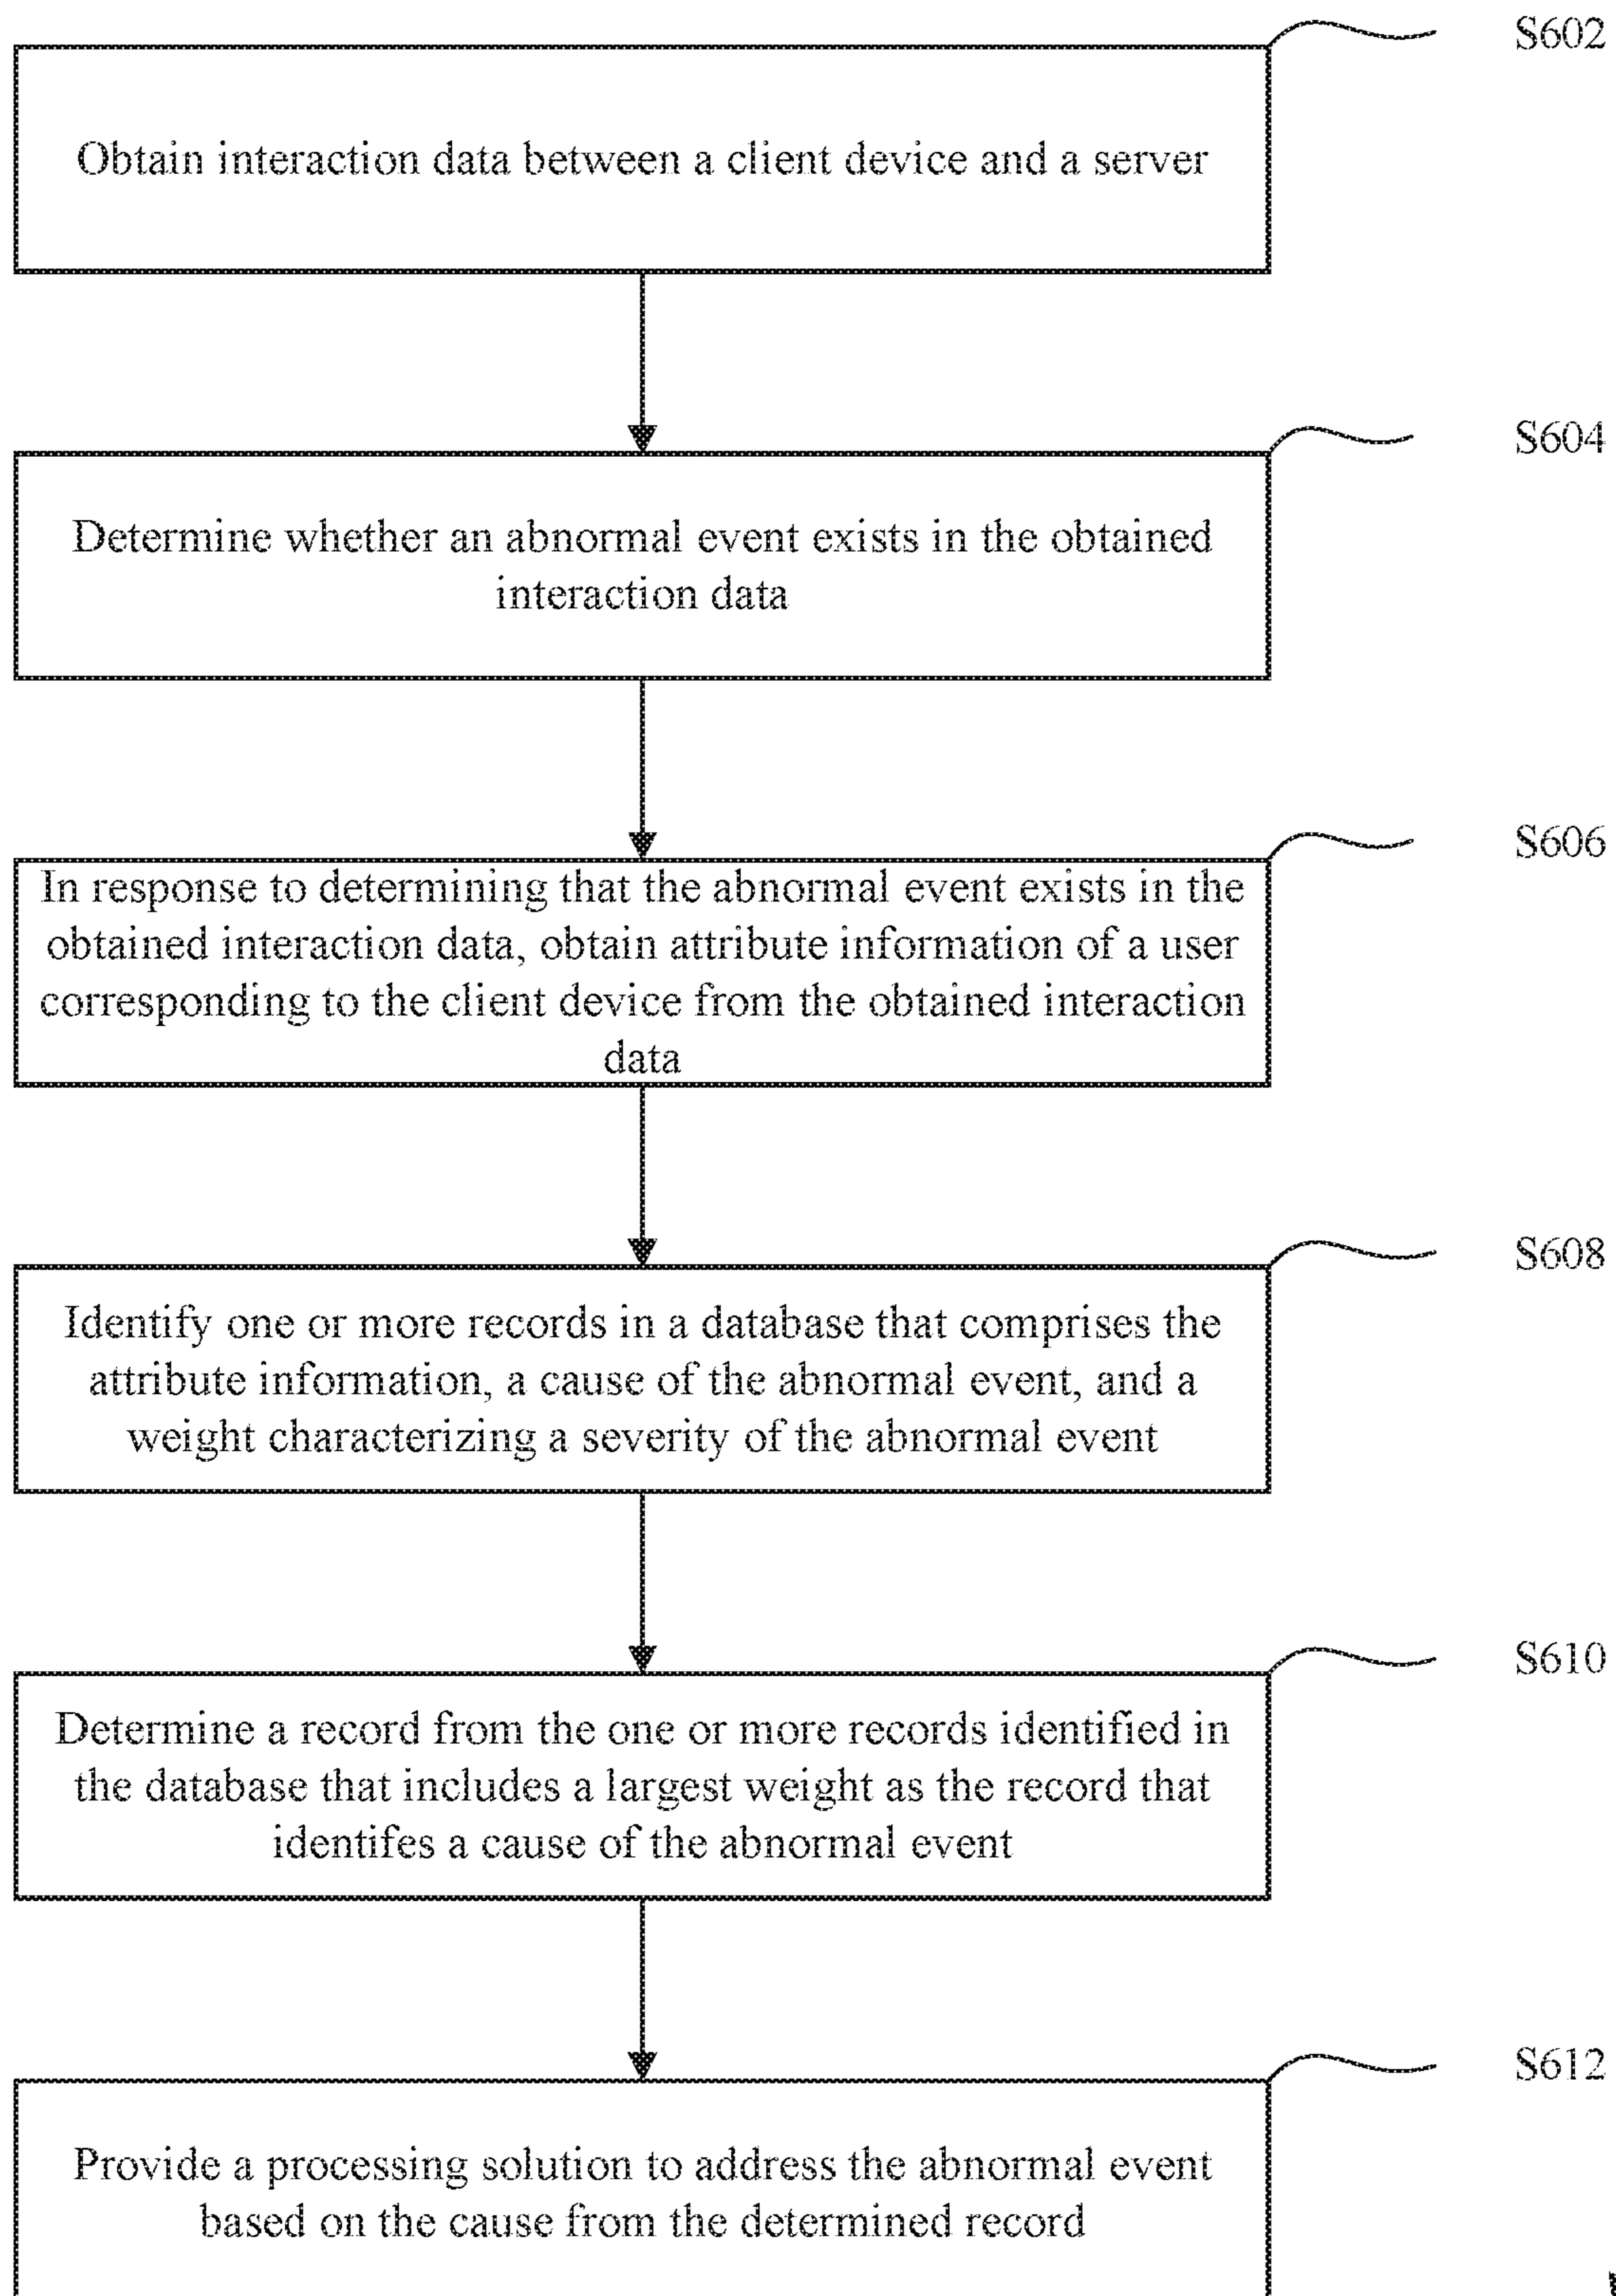 S602
Obtain interaction data between a client device and a server
S604
Determine whether an abnormal event exists in the obtained
interaction data
S606
In response to determining that the abnormal event exists in the
obtained interaction data, obtain attribute information of a user
corresponding to the client device from the obtained interaction
data
S608
Identify one or more records in a database that comprises the
attribute information, a cause of the abnormal event, and a
weight characterizing a severity of the abnormal event
S610
Determine a record from the one or more records identified in
the database that includes a largest weight as the record that
identifes a cause of the abnormal event
S612
Provide a processing solution to address the abnormal event
based on the cause from the determined record